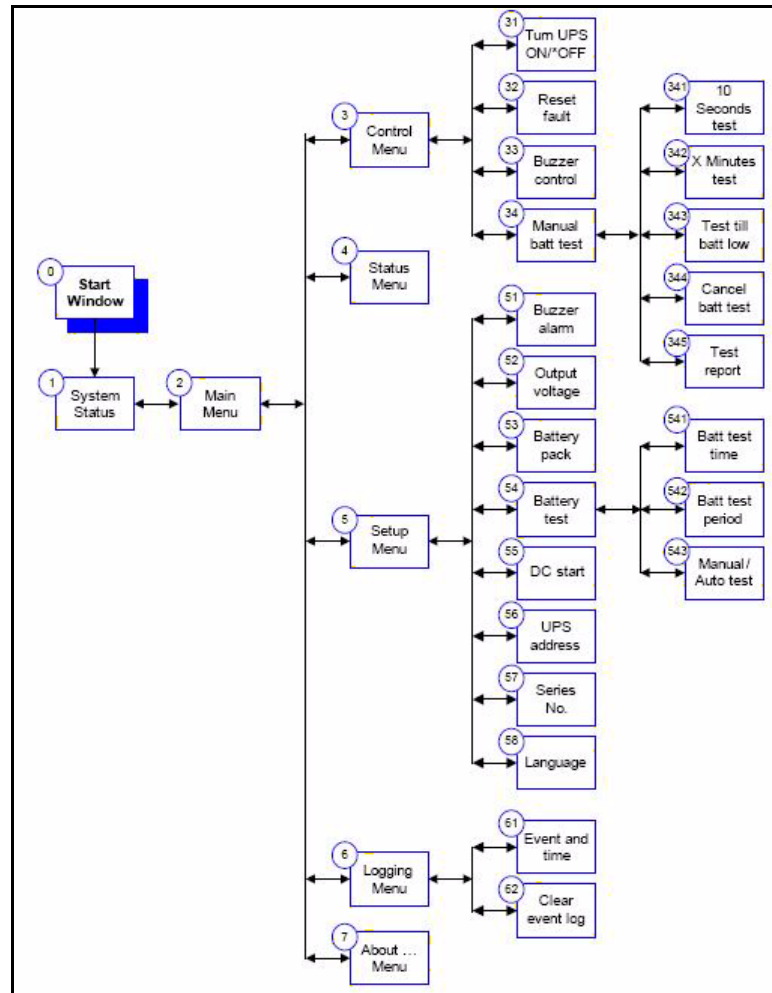 0
Start
Window
1
System
Status
2
Main
Menu
3
Control
Menu
31
Turn UPS
ON/*OFF
32
Reset
fault
33
Buzzer
control
34
Manual
batt test
341
10
Seconds
test
342
X Minutes
test
343
Test till
batt low
344
Cancel
batt test
345
Test
report
4
Status
Menu
5
Setup
Menu
51
Buzzer
alarm
52
Output
voltage
53
Battery
pack
54
Battery
test
541
Batt test
time
542
Batt test
period
543
Manual/
Auto test
55
DC start
56
UPS
address
57
Series
No.
58
Language
6
Logging
Menu
61
Event and
time
62
Clear
event log
7
About ...
Menu